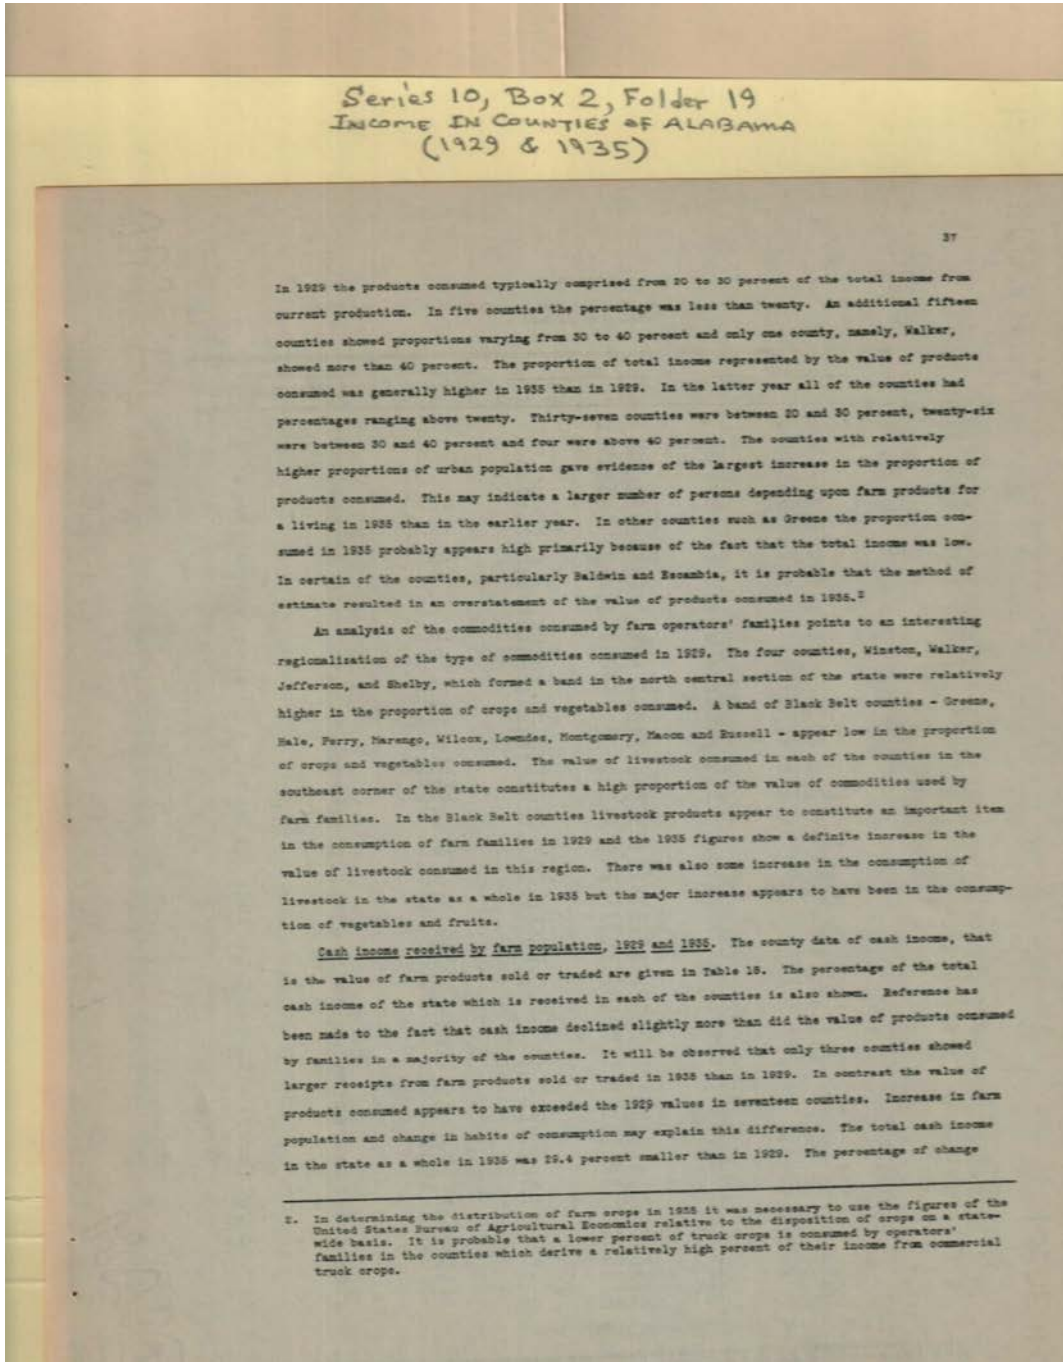 Series 10, Box 2, Folder 19
INCOME IN COUNTIES OF ALABAMA
(1929 & 1935)
37
In 1929 the products consumed typically comprised from 20 to 30 percent of the total income from
current production. In five counties the percentage was less than twenty. An additional fifteen
counties showed proportions varying from 30 to 40 percent and only one county, namely, Walker,
showed more than 40 percent. The proportion of total income represented by the value of products
consumed was generally higher in 1935 than in 1929. In the latter year all of the counties had
percentages ranging above twenty. Thirty-seven counties were between 20 and 30 percent, twenty-six
were between 30 and 40 percent and four were above 40 percent. The counties with relatively
higher proportions of urban population gave evidence of the largest increase in the proportion of
products consumed. This may indicate a larger number of persons depending upon farm products for
a living in 1935 than in the earlier year. In other counties such as Greene the proportion con-
sumed in 1935 probably appears high primarily because of the fact that the total income was low.
In certain of the counties, particularly Baldwin and Escambia, it is probable that the method of
estimate resulted in an overstatement of the value of products consumed in 1935.2
An analysis of the commodities consumed by farm operators' families points to an interesting
regionalization of the type of commodities consumed in 1929. The four counties, Winston, Walker,
Jefferson, and Shelby, which formed a band in the north central section of the state were relatively
higher in the proportion of crops and vegetables consumed. A band of Black Belt counties - Greene,
Hale, Perry, Marengo, Wilcox, Lowndes, Montgomery, Macon and Russell - appear low in the proportion
of crops and vegetables consumed. The value of livestock consumed in each of the counties in the
southeast corner of the state constitutes a high proportion of the value of commodities used by
farm families. In the Black Belt counties livestock products appear to constitute an important item
in the consumption of farm families in 1929 and the 1935 figures show a definite increase in the
value of livestock consumed in this region. There was also some increase in the consumption of
livestock in the state as a whole in 1935 but the major increase appears to have been in the consump-
tion of vegetables and fruits.
Cash income received by farm population, 1929 and 1935. The county data of cash income, that
is the value of farm products sold or traded are given in Table 18. The percentage of the total
cash income of the state which is received in each of the counties is also shown. Reference has
been made to the fact that cash income declined slightly more than did the value of products consumed
by families in a majority of the counties. It will be observed that only three counties showed
larger receipts from farm products sold or traded in 1935 than in 1929. In contrast the value of
products consumed appears to have exceeded the 1929 values in seventeen counties. Increase in farm
population and change in habits of consumption may explain this difference. The total cash income
in the state as a whole in 1935 was 29.4 percent smaller than in 1929. The percentage of change
2. In determining the distribution of farm crops in 1935 it was necessary to use the figures of the
United States Bureau of Agricultural Economics relative to the disposition of crops on a state-
wide basis. It is probable that a lower percent of truck crops is consumed by operators'
families in the counties which derive a relatively high percent of their income from commercial
truck crops.